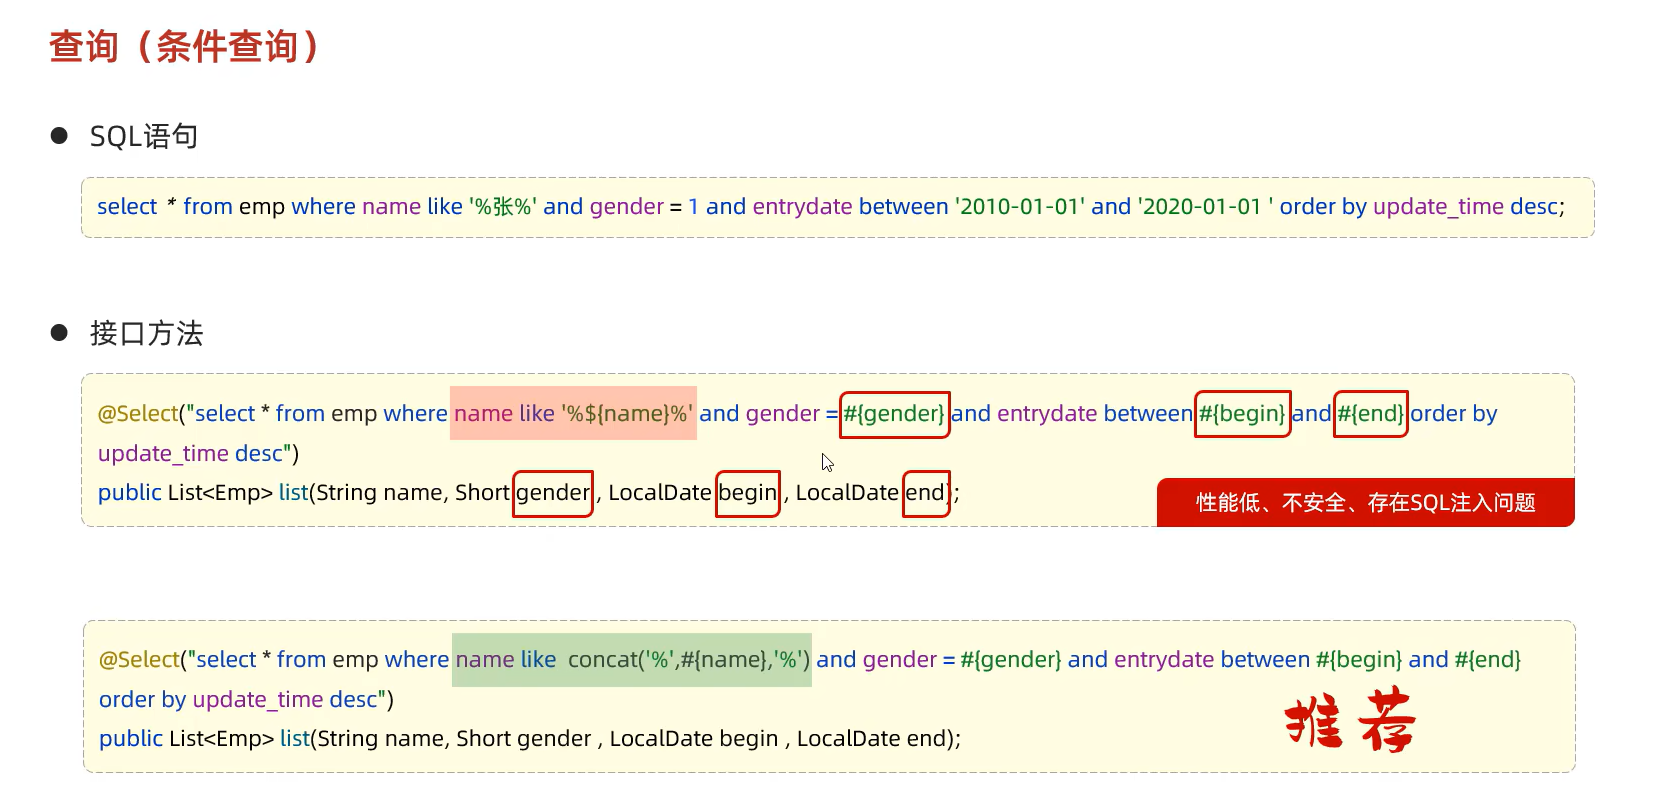 查询（条件查询）
SQL语句
select * from emp where name like '%张%' and gender = 1 and entrydate between '2010-01-01' and '2020-01-01 ' order by update_time desc;
接口方法
@Select("select * from emp where name like '%${name}%' and gender = #{gender} and entrydate between #{begin} and #{end} order by
update_time desc")
public List<Emp> list(String name, Short gender , LocalDate begin , LocalDate end);
性能低、不安全、存在SQL注入问题
@Select("select * from emp where name like  concat('%',#{name},'%') and gender = #{gender} and entrydate between #{begin} and #{end}
order by update_time desc")
推荐
public List<Emp> list(String name, Short gender , LocalDate begin , LocalDate end);